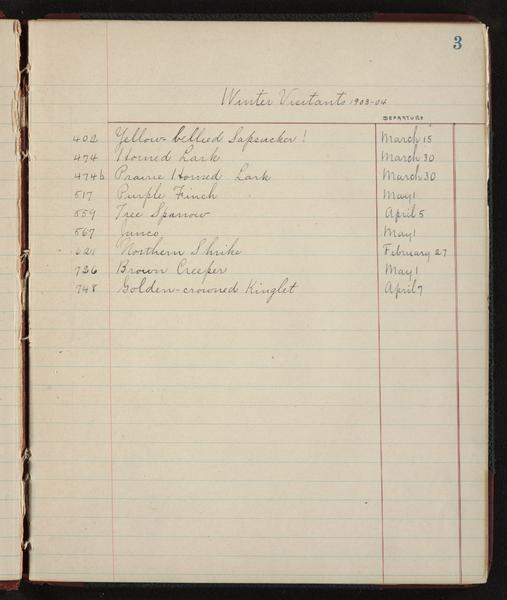 3
Winter Visitants 1903-04
DEPARTURE
402 Yellow-bellied Sapsucker! March 15
474 Horned Lark March 30
474b Prairie Horned Lark March 30
517 Purple Finch May 1
559 Tree Sparrow April 5
567 Junco May 1
621 Northern Shrike February 27
726 Brown Creeper May 1
748 Golden-crowned Kinglet April 7